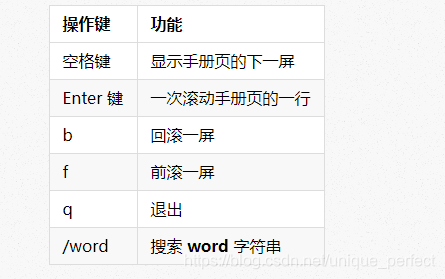 操作键 功能
空格键 显示手册页的下一屏
Enter 键 一次滚动手册页的一行
b 回滚一屏
f 前滚一屏
q 退出
/word 搜索 word 字符串
https://blog.csdn.net/unique_perfect